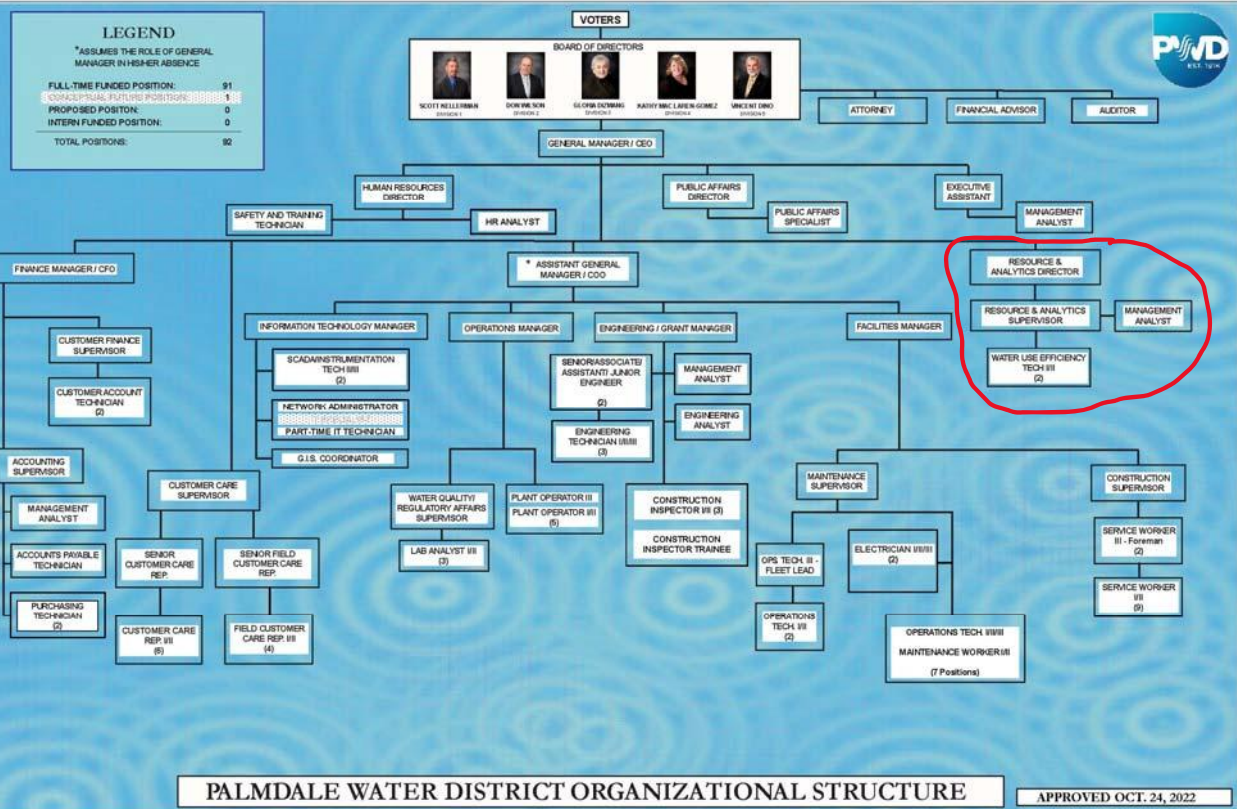 VOTERS
LEGEND
*ASSUMES THE ROLE OF GENERAL
MANAGER IN HIS/HER ABSENCE
FULL-TIME FUNDED POSITION: 91
CONCEPTUAL FUTURE POSITION: 1
PROPOSED POSITON: 0
INTERN FUNDED POSITION: 0
TOTAL POSITIONS: 92
BOARD OF DIRECTORS
SCOTT KELLERMAN
DIVISION 1
DON WILSON
DIVISION 2
GLORIA DIZMANG
DIVISION 3
KATHY MAC LAREN-GOMEZ
DIVISION 4
VINCENT DINO
DIVISION 5
PWD
EST. 1918
ATTORNEY
FINANCIAL ADVISOR
AUDITOR
GENERAL MANAGER / CEO
HUMAN RESOURCES
DIRECTOR
PUBLIC AFFAIRS
DIRECTOR
EXECUTIVE
ASSISTANT
SAFETY AND TRAINING
TECHNICIAN
HR ANALYST
PUBLIC AFFAIRS
SPECIALIST
MANAGEMENT
ANALYST
FINANCE MANAGER / CFO
* ASSISTANT GENERAL
MANAGER / COO
RESOURCE &
ANALYTICS DIRECTOR
RESOURCE & ANALYTICS
SUPERVISOR
MANAGEMENT
ANALYST
WATER USE EFFICIENCY
TECH I/II
(2)
CUSTOMER FINANCE
SUPERVISOR
CUSTOMER ACCOUNT
TECHNICIAN
(2)
INFORMATION TECHNOLOGY MANAGER
OPERATIONS MANAGER
ENGINEERING / GRANT MANAGER
FACILITIES MANAGER
SCADA/INSTRUMENTATION
TECH I/II/III
(2)
NETWORK ADMINISTRATOR
PART-TIME IT TECHNICIAN
G.I.S. COORDINATOR
SENIOR/ASSOCIATE/
ASSISTANT/ JUNIOR
ENGINEER
(2)
MANAGEMENT
ANALYST
ENGINEERING
TECHNICIAN I/II/III
(3)
ENGINEERING
ANALYST
ACCOUNTING
SUPERVISOR
MANAGEMENT
ANALYST
ACCOUNTS PAYABLE
TECHNICIAN
PURCHASING
TECHNICIAN
(2)
CUSTOMER CARE
SUPERVISOR
SENIOR
CUSTOMER CARE
REP.
SENIOR FIELD
CUSTOMER CARE
REP.
CUSTOMER CARE
REP. I/II
(6)
FIELD CUSTOMER
CARE REP. I/II
(4)
WATER QUALITY/
REGULATORY AFFAIRS
SUPERVISOR
LAB ANALYST I/II
(3)
PLANT OPERATOR III
PLANT OPERATOR I/II
(5)
CONSTRUCTION
INSPECTOR I/II (3)
CONSTRUCTION
INSPECTOR TRAINEE
MAINTENANCE
SUPERVISOR
OPS TECH. III -
FLEET LEAD
OPERATIONS
TECH. I/II
(2)
ELECTRICIAN I/II/III
(2)
OPERATIONS TECH. I/II/III
MAINTENANCE WORKER I/II
(7 Positions)
CONSTRUCTION
SUPERVISOR
SERVICE WORKER
III - Foreman
(2)
SERVICE WORKER
I/II
(9)
PALMDALE WATER DISTRICT ORGANIZATIONAL STRUCTURE
APPROVED OCT. 24, 2022